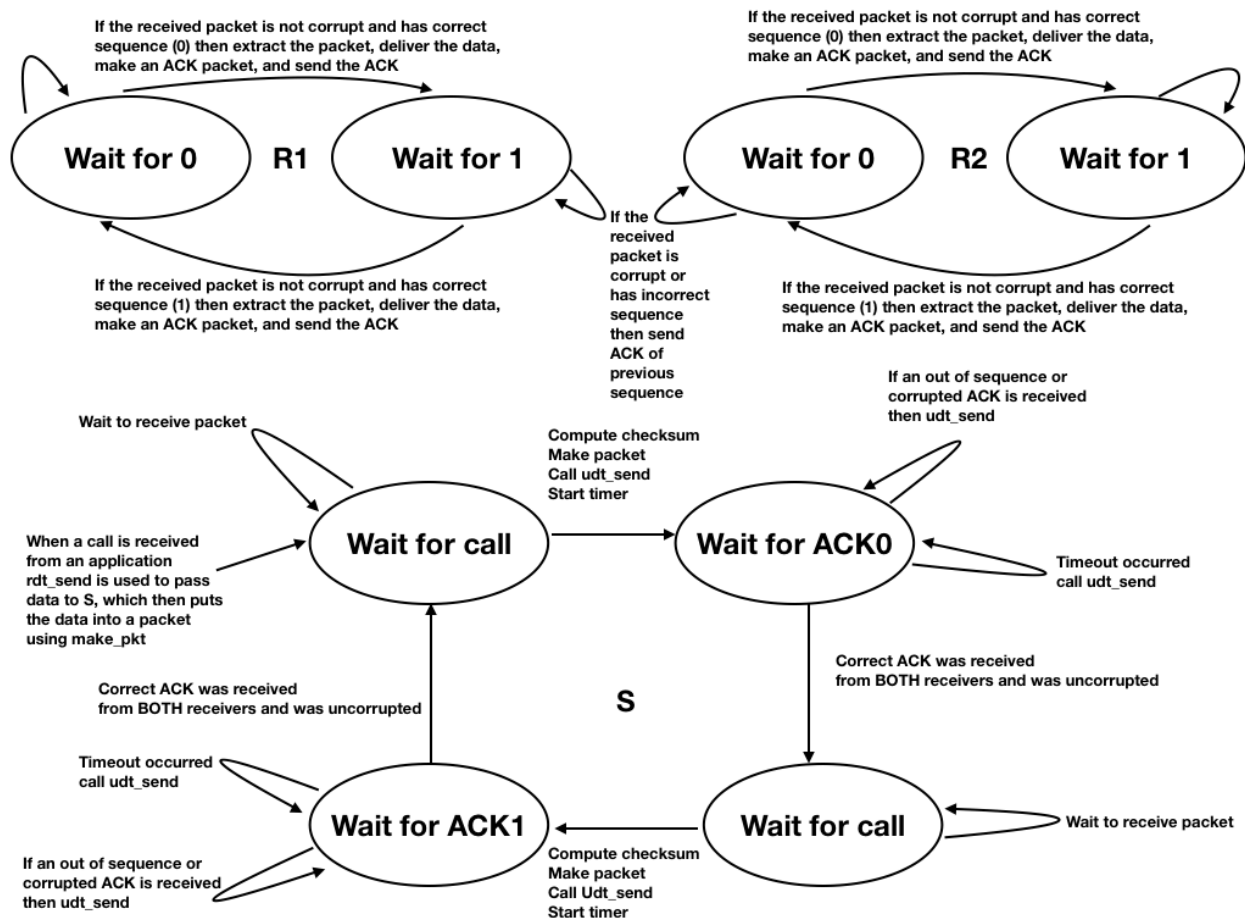 If the received packet is not corrupt and has correct
sequence (0) then extract the packet, deliver the data,
make an ACK packet, and send the ACK
If the received packet is not corrupt and has correct
sequence (0) then extract the packet, deliver the data,
make an ACK packet, and send the ACK
Wait for 0
R1
Wait for 1
Wait for 0
R2
Wait for 1
If the received packet is not corrupt and has correct
sequence (1) then extract the packet, deliver the data,
make an ACK packet, and send the ACK
If the
received
packet is
corrupt or
has incorrect
sequence
then send
ACK of
previous
sequence
If the received packet is not corrupt and has correct
sequence (1) then extract the packet, deliver the data,
make an ACK packet, and send the ACK
Wait to receive packet
Compute checksum
Make packet
Call udt_send
Start timer
If an out of sequence or
corrupted ACK is received
then udt_send
When a call is received
from an application
rdt_send is used to pass
data to S, which then puts
the data into a packet
using make_pkt
Wait for call
Wait for ACK0
Timeout occurred
call udt_send
Correct ACK was received
from BOTH receivers and was uncorrupted
S
Correct ACK was received
from BOTH receivers and was uncorrupted
Timeout occurred
call udt_send
If an out of sequence or
corrupted ACK is received
then udt_send
Wait for ACK1
Compute checksum
Make packet
Call Udt_send
Start timer
Wait for call
Wait to receive packet